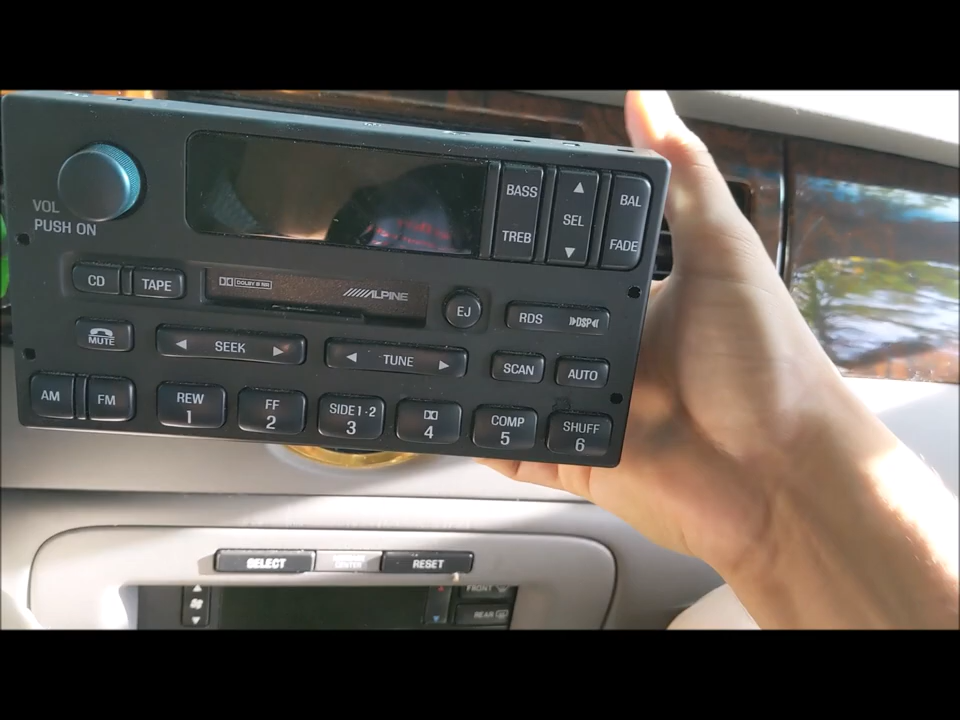 VOL
PUSH ON
BASS
TREB
SEL
BAL
FADE
CD
TAPE
DOLBY B NR
ALPINE
EJ
RDS
DSP
MUTE
SEEK
TUNE
SCAN
AUTO
AM
FM
REW
1
FF
2
SIDE 1-2
3
4
COMP
5
SHUFF
6
SELECT
CENTER
RESET
FRONT
REAR